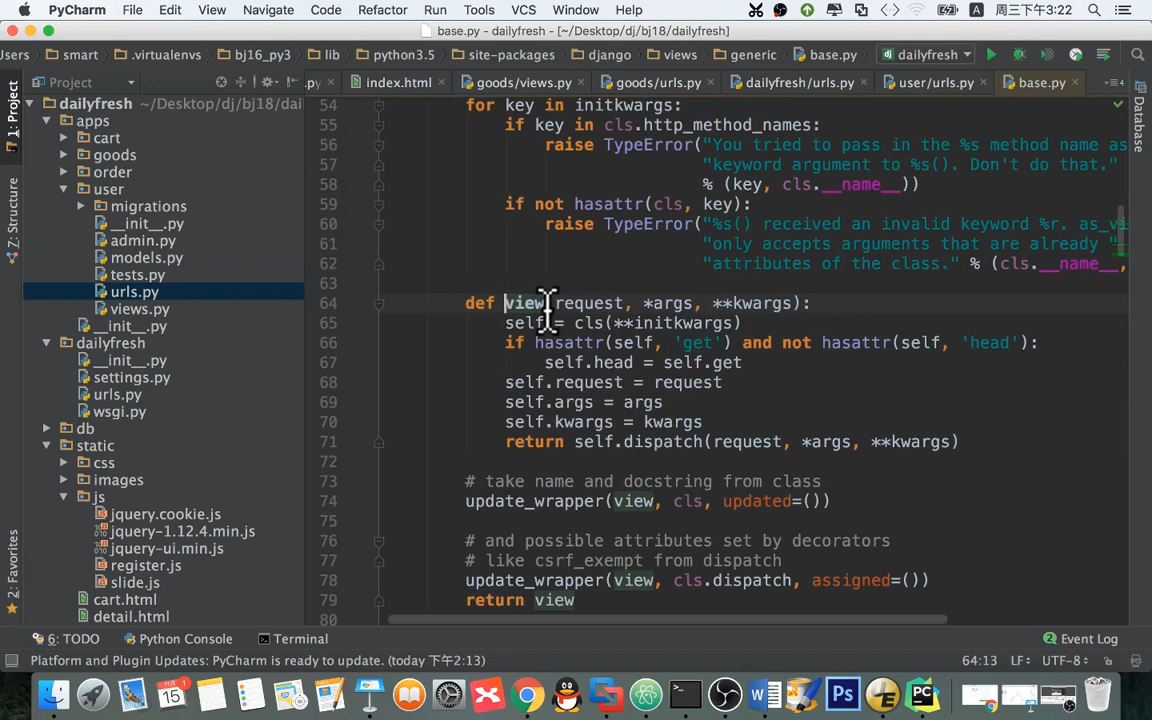 PyCharm File Edit View Navigate Code Refactor Run Tools VCS Window Help A 周三下午3:22
base.py - dailyfresh - [~/Desktop/dj/bj18/dailyfresh]
Users smart .virtualenvs bj16_py3 lib python3.5 site-packages django views generic base.py dailyfresh
Project .py index.html goods/views.py goods/urls.py dailyfresh/urls.py user/urls.py base.py
1: Project
7: Structure
2: Favorites
Database
dailyfresh ~/Desktop/dj/bj18/dai
apps
cart
goods
order
user
migrations
__init__.py
admin.py
models.py
tests.py
urls.py
views.py
__init__.py
dailyfresh
__init__.py
settings.py
urls.py
wsgi.py
db
static
css
images
js
jquery.cookie.js
jquery-1.12.4.min.js
jquery-ui.min.js
register.js
slide.js
cart.html
detail.html
54 for key in initkwargs:
55 if key in cls.http_method_names:
56 raise TypeError("You tried to pass in the %s method name as
57 "keyword argument to %s(). Don't do that."
58 % (key, cls.__name__))
59 if not hasattr(cls, key):
60 raise TypeError("%s() received an invalid keyword %r. as_vi
61 "only accepts arguments that are already "
62 "attributes of the class." % (cls.__name__,
63
64 def view(request, *args, **kwargs):
65 self = cls(**initkwargs)
66 if hasattr(self, 'get') and not hasattr(self, 'head'):
67 self.head = self.get
68 self.request = request
69 self.args = args
70 self.kwargs = kwargs
71 return self.dispatch(request, *args, **kwargs)
72
73 # take name and docstring from class
74 update_wrapper(view, cls, updated=())
75
76 # and possible attributes set by decorators
77 # like csrf_exempt from dispatch
78 update_wrapper(view, cls.dispatch, assigned=())
79 return view
80
6: TODO Python Console Terminal 2 Event Log
Platform and Plugin Updates: PyCharm is ready to update. (today 下午2:13) 64:13 LF UTF-8
15 W Ps PC